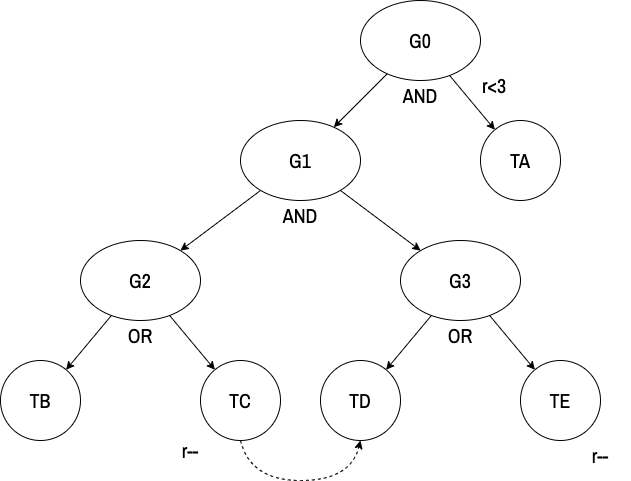 G0
AND
r<3
G1
TA
AND
G2
G3
OR
OR
TB
TC
TD
TE
r--
r--